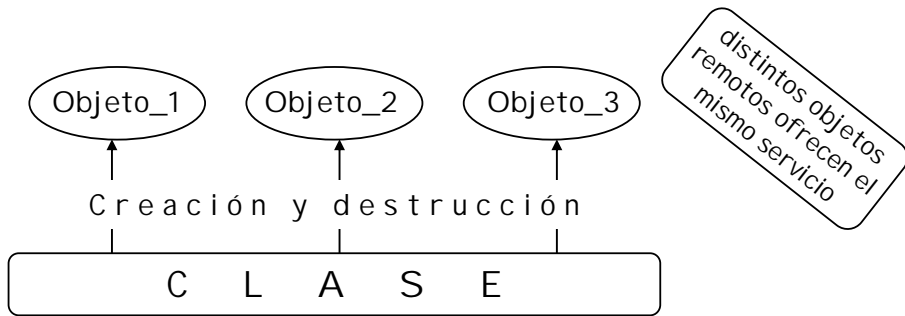 Objeto_1
Objeto_2
Objeto_3
distintos objetos
remotos ofrecen el
mismo servicio
Creación y destrucción
C L A S E